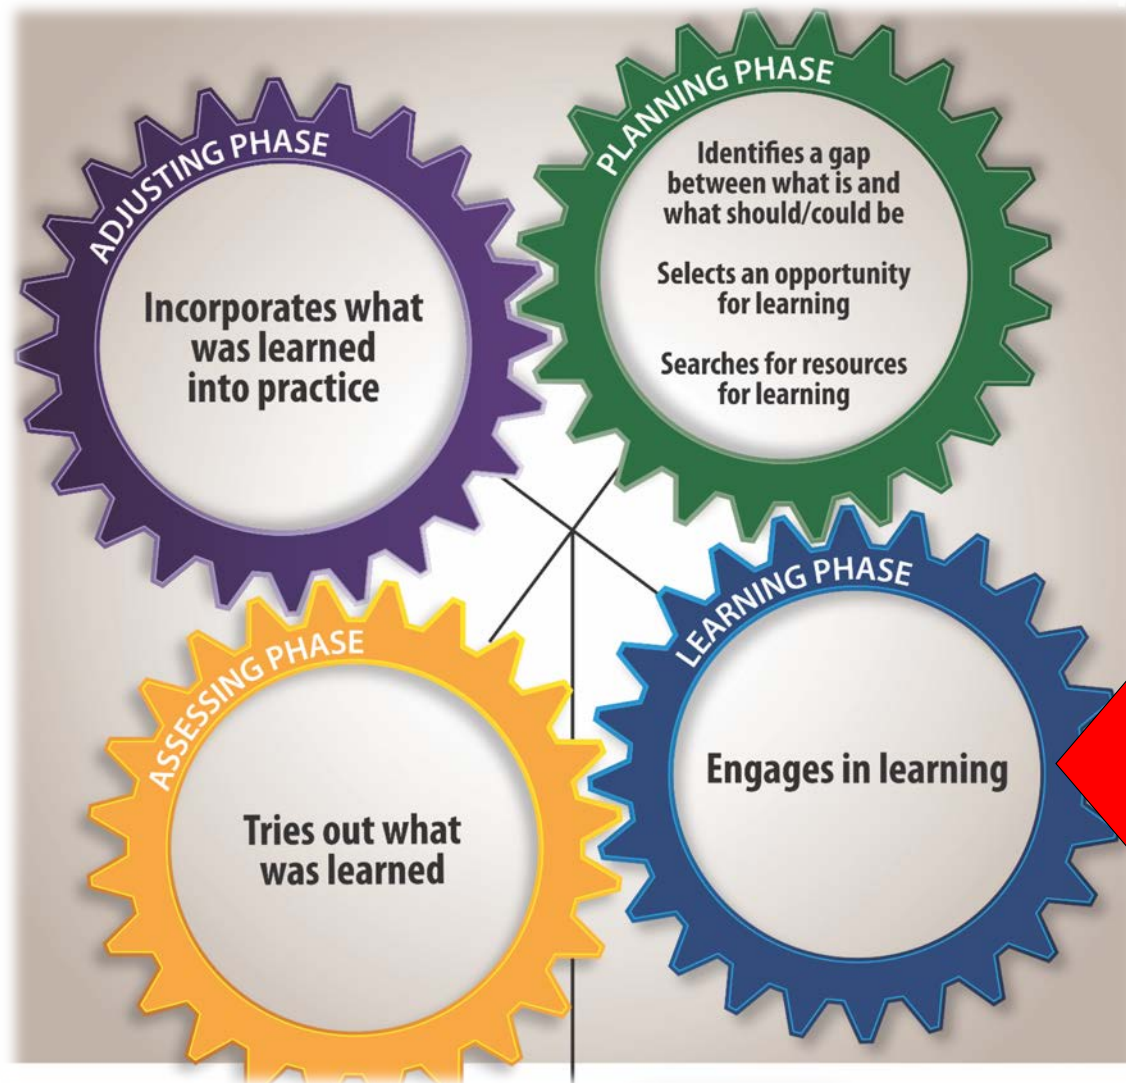 ADJUSTING PHASE
Incorporates what
was learned
into practice
PLANNING PHASE
Identifies a gap
between what is and
what should/could be
Selects an opportunity
for learning
Searches for resources
for learning
LEARNING PHASE
Engages in learning
ASSESSING PHASE
Tries out what
was learned